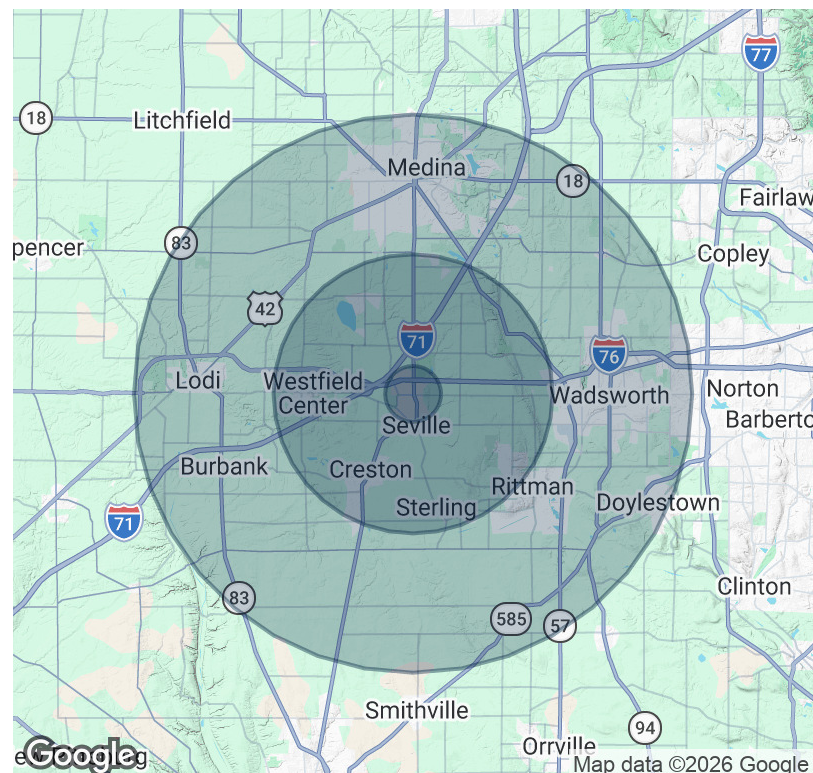 77
18
Litchfield
Medina
18
Fairlaw
83
pencer
Copley
42
71
76
Lodi
Westfield
Center
Wadsworth
Norton
Seville
Barberto
Burbank
Creston
Rittman
Sterling
Doylestown
71
Clinton
83
585
57
Smithville
94
Orrville
Google
Map data ©2026 Google